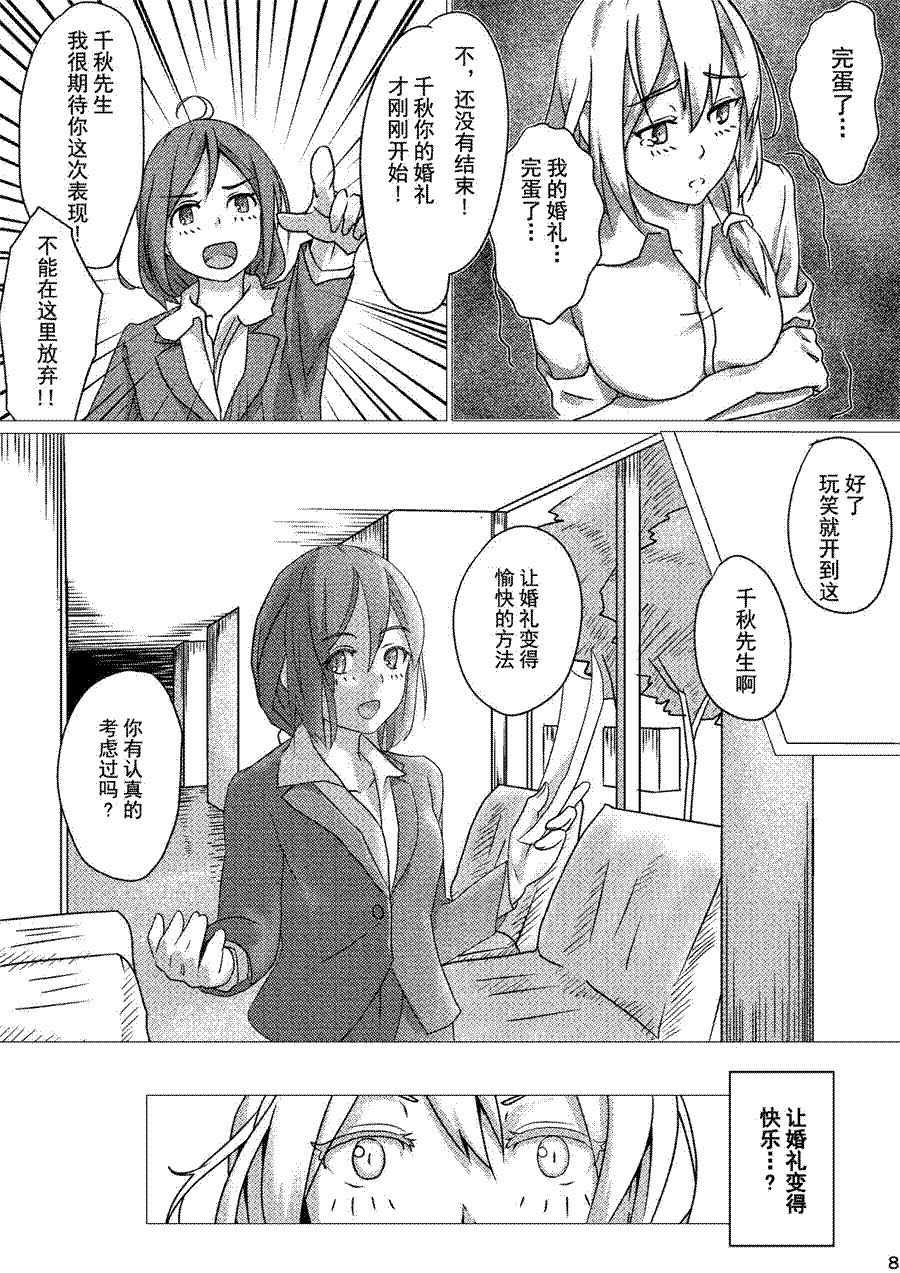 完蛋了…
我的婚礼…
完蛋了…
不，还没有结束！
千秋你的婚礼
才刚刚开始！
千秋先生
我很期待你这次表现！
不能在这里放弃！！
好了
玩笑就开到这
千秋先生啊
让婚礼变得
愉快的方法
你有认真的
考虑过吗？
让婚礼变得
快乐…？
8